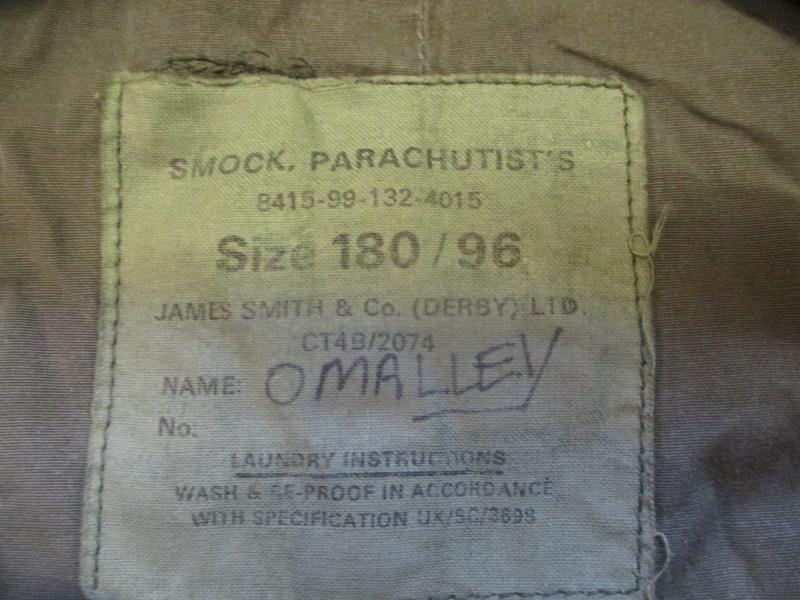 SMOCK, PARACHUTIST'S
8415-99-132-4015
Size 180/96
JAMES SMITH & Co. (DERBY) LTD.
CT4B/2074
NAME: OMALLEY
No.
LAUNDRY INSTRUCTIONS
WASH & RE-PROOF IN ACCORDANCE
WITH SPECIFICATION UK/SC/3698